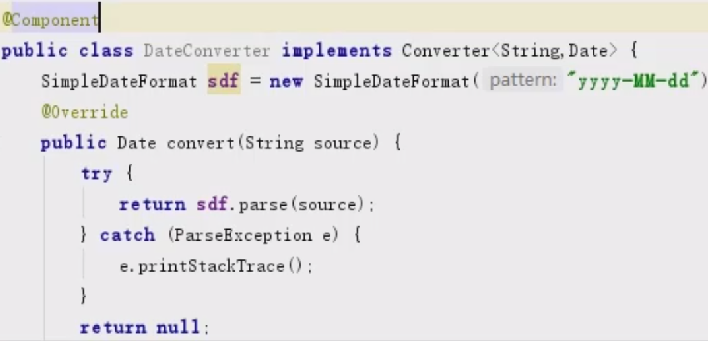 @Component
public class DateConverter implements Converter<String,Date> {
SimpleDateFormat sdf = new SimpleDateFormat( pattern: "yyyy-MM-dd")
@Override
public Date convert(String source) {
try {
return sdf.parse(source);
} catch (ParseException e) {
e.printStackTrace();
}
return null;